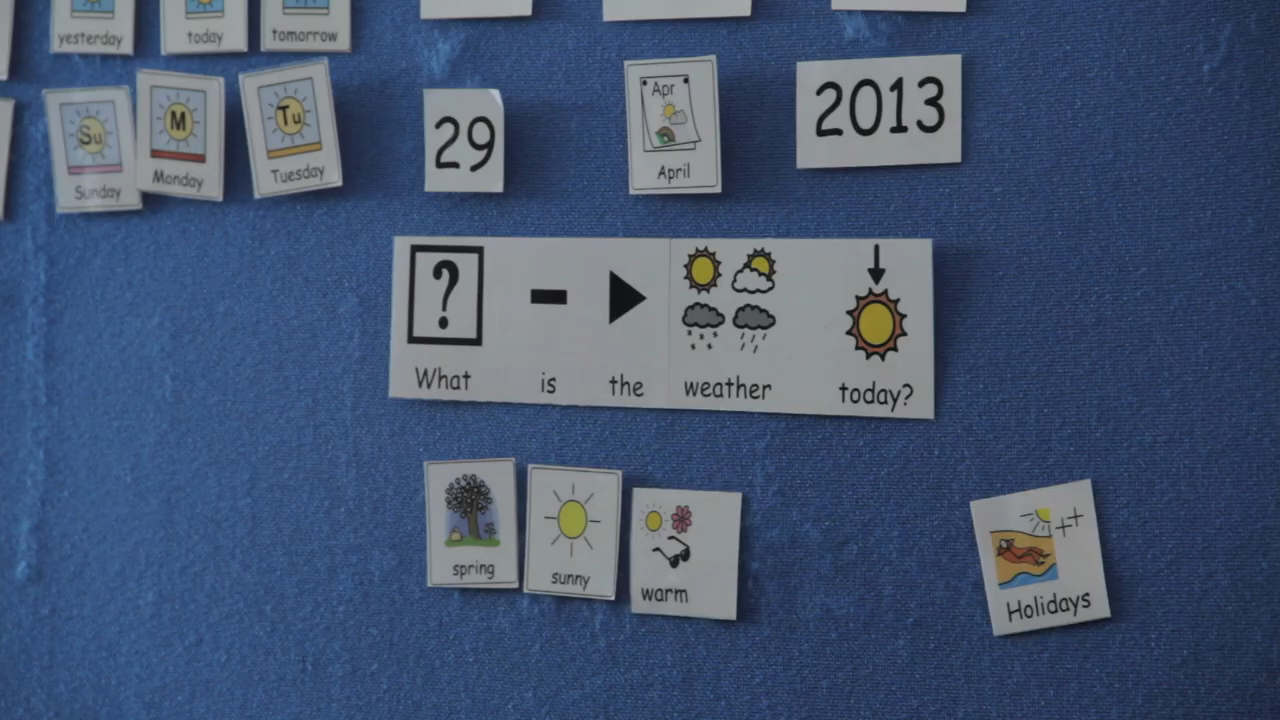 yesterday today tomorrow
Su M Tu
Sunday Monday Tuesday
29
Apr
April
2013
?
What is the weather today?
spring sunny warm
Holidays